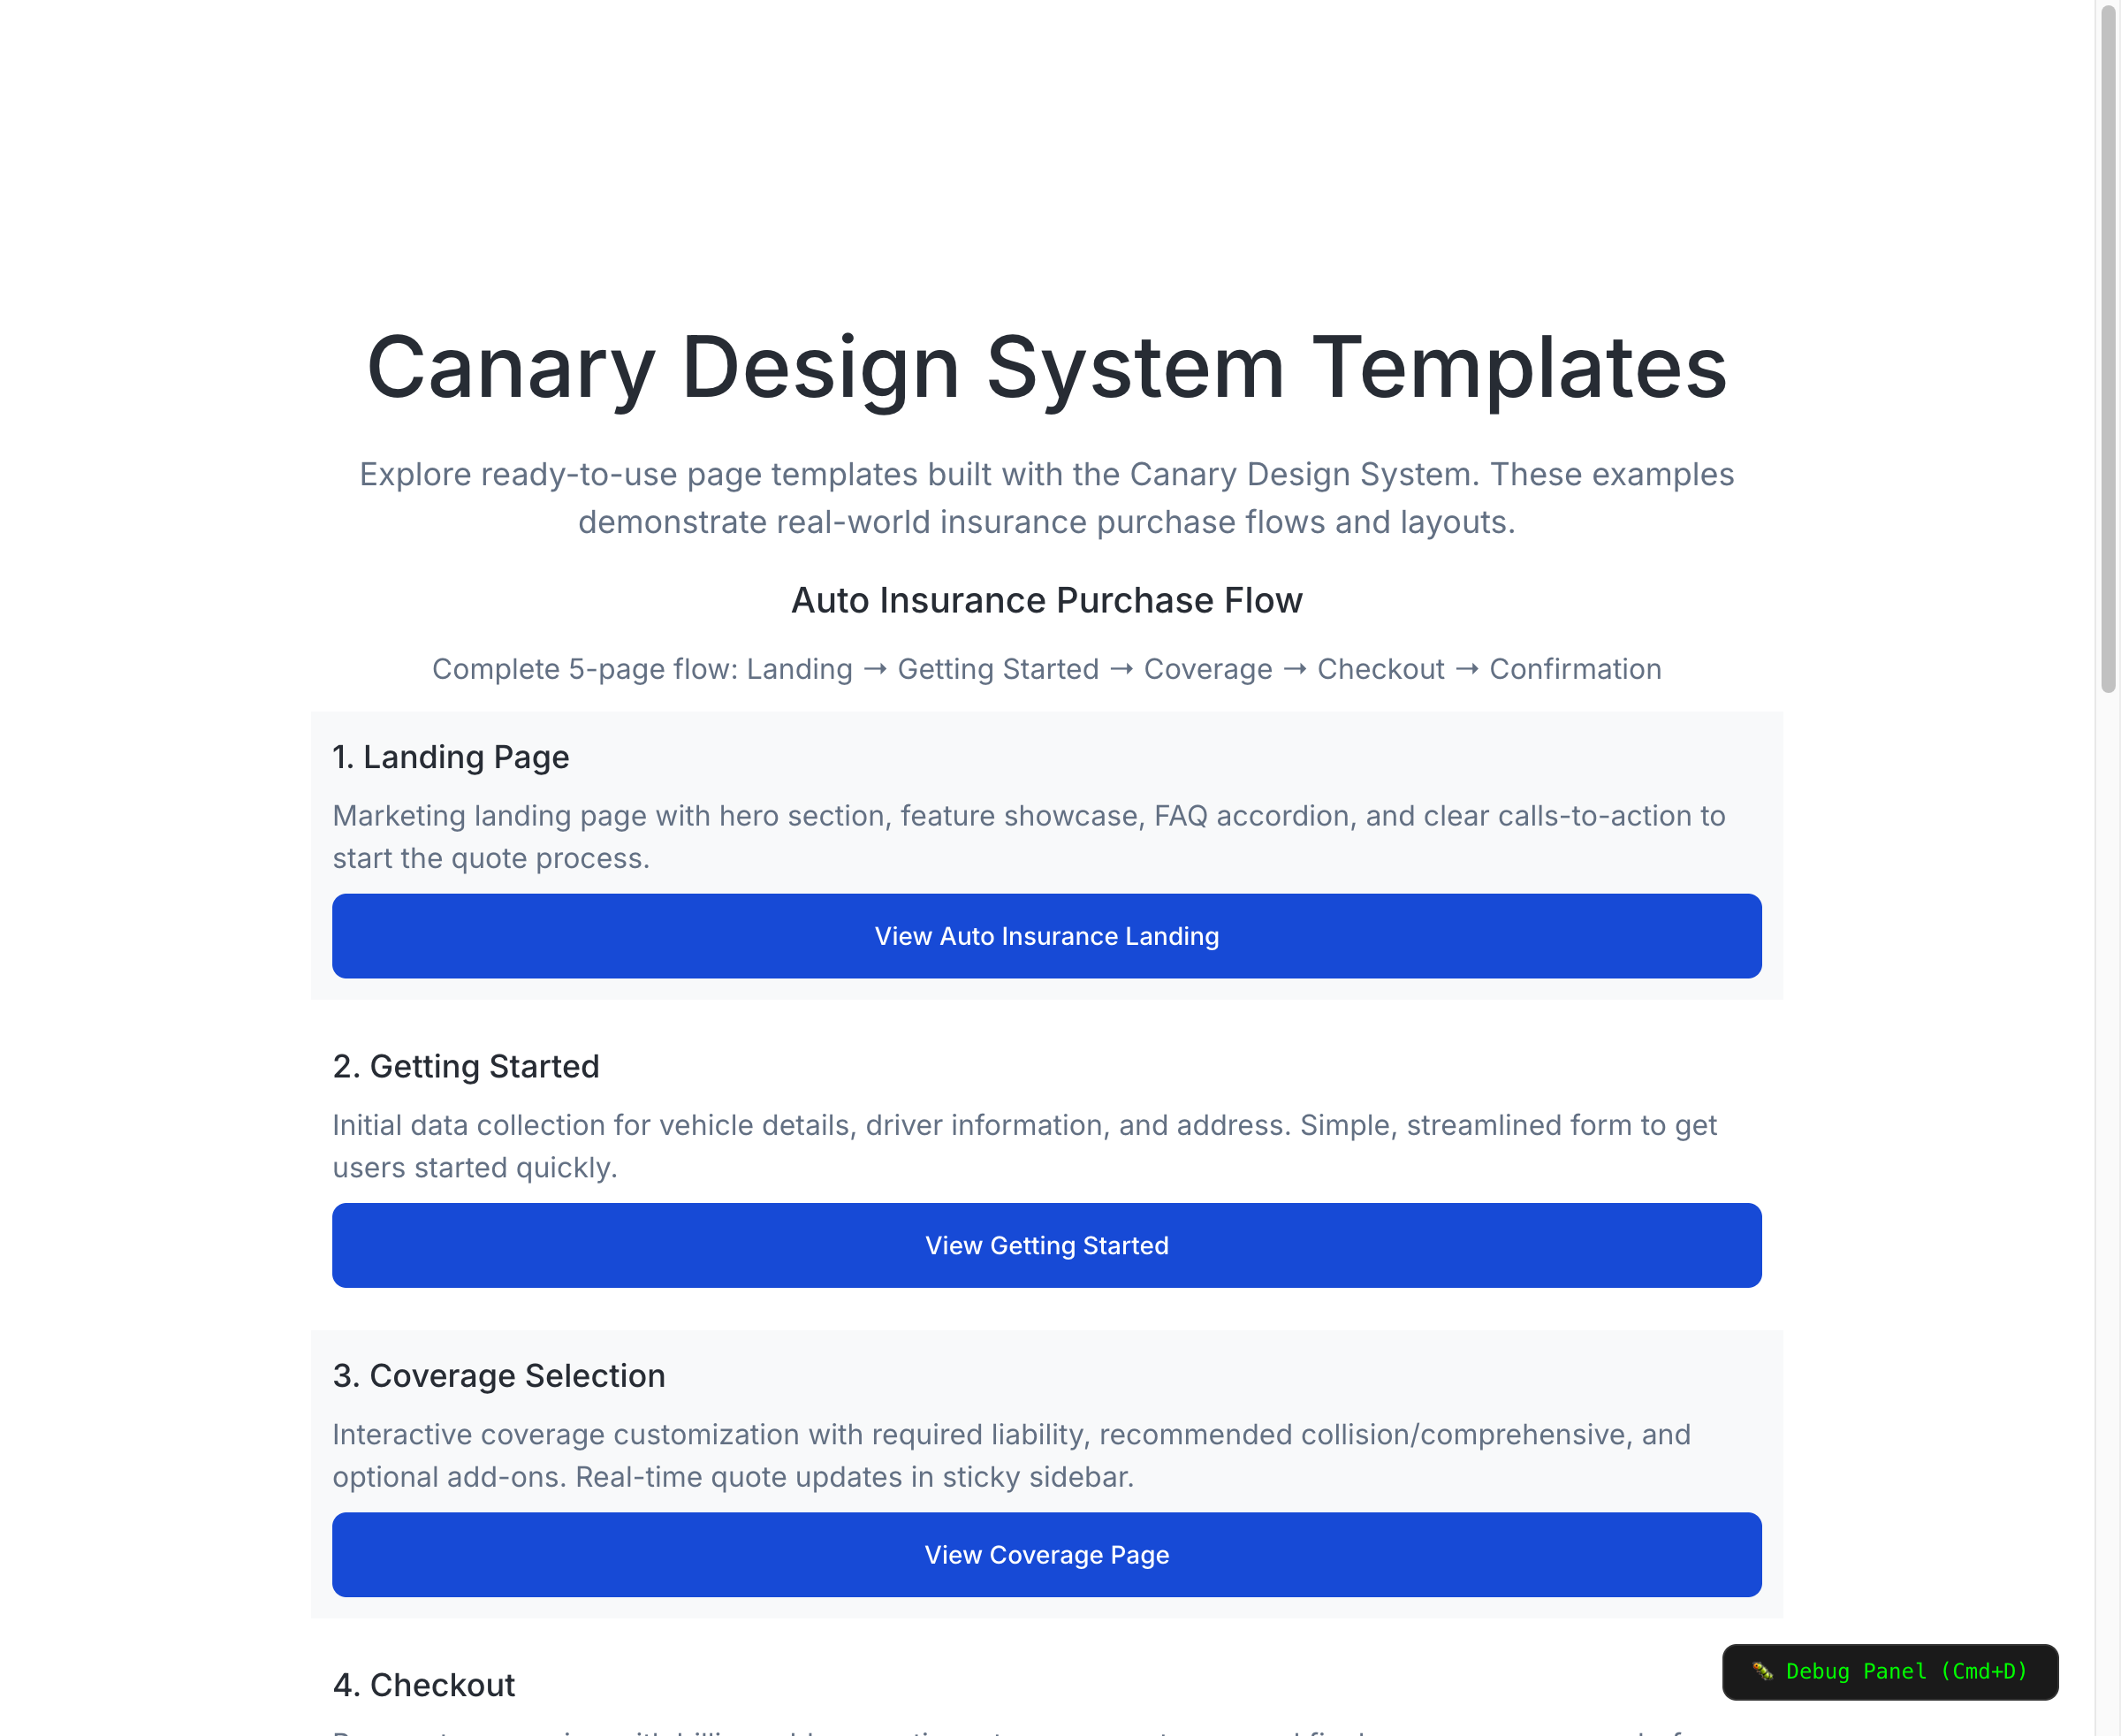 Canary Design System Templates
Explore ready-to-use page templates built with the Canary Design System. These examples
demonstrate real-world insurance purchase flows and layouts.
Auto Insurance Purchase Flow
Complete 5-page flow: Landing → Getting Started → Coverage → Checkout → Confirmation
1. Landing Page
Marketing landing page with hero section, feature showcase, FAQ accordion, and clear calls-to-action to
start the quote process.
View Auto Insurance Landing
2. Getting Started
Initial data collection for vehicle details, driver information, and address. Simple, streamlined form to get
users started quickly.
View Getting Started
3. Coverage Selection
Interactive coverage customization with required liability, recommended collision/comprehensive, and
optional add-ons. Real-time quote updates in sticky sidebar.
View Coverage Page
4. Checkout
🐛 Debug Panel (Cmd+D)